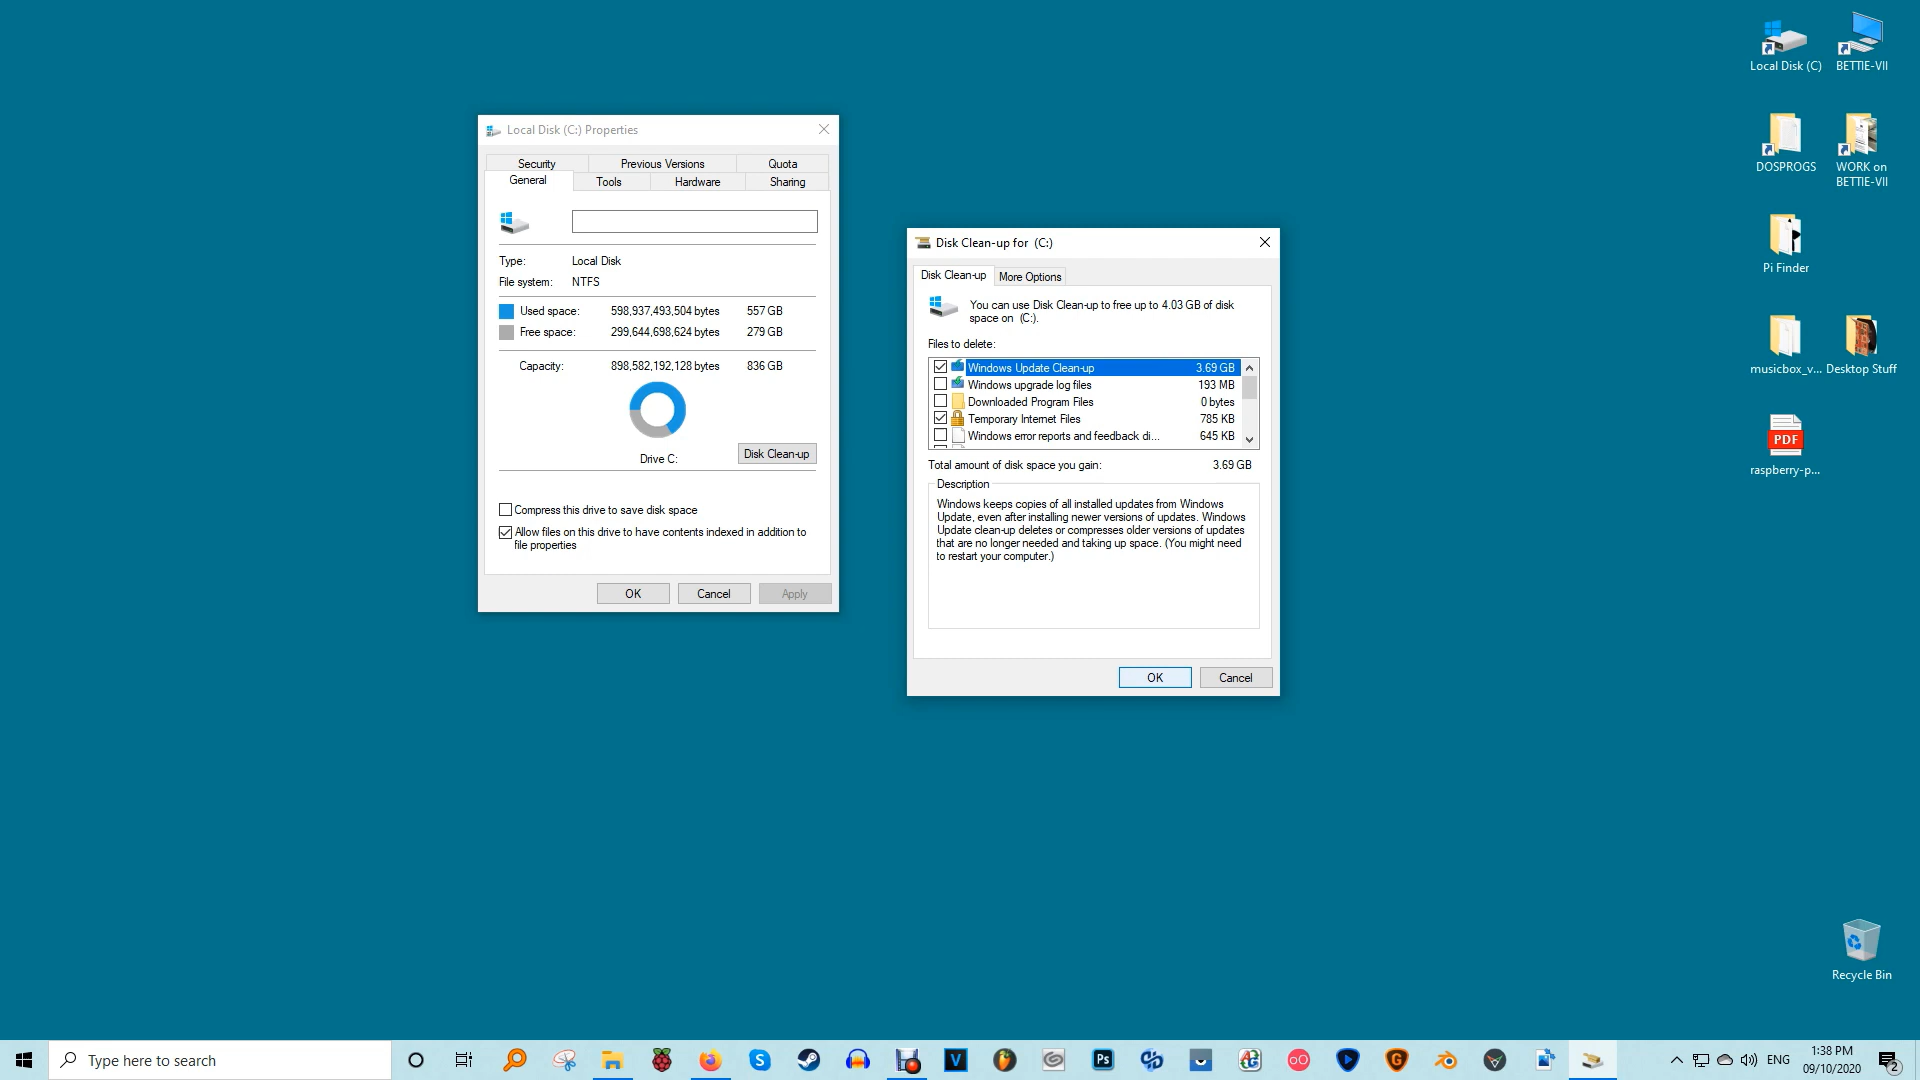 Local Disk (C)
BETTIE-VII
DOSPROGS
WORK on
BETTIE-VII
Pi Finder
musicbox_v...
Desktop Stuff
PDF
raspberry-p...
Recycle Bin
Local Disk (C:) Properties
Security
Previous Versions
Quota
General
Tools
Hardware
Sharing
Type:
Local Disk
File system:
NTFS
Used space:
598,937,493,504 bytes
557 GB
Free space:
299,644,698,624 bytes
279 GB
Capacity:
898,582,192,128 bytes
836 GB
Drive C:
Disk Clean-up
Compress this drive to save disk space
Allow files on this drive to have contents indexed in addition to
file properties
OK
Cancel
Apply
Disk Clean-up for (C:)
Disk Clean-up
More Options
You can use Disk Clean-up to free up to 4.03 GB of disk
space on (C:).
Files to delete:
Windows Update Clean-up
3.69 GB
Windows upgrade log files
193 MB
Downloaded Program Files
0 bytes
Temporary Internet Files
785 KB
Windows error reports and feedback di...
645 KB
Total amount of disk space you gain:
3.69 GB
Description
Windows keeps copies of all installed updates from Windows
Update, even after installing newer versions of updates. Windows
Update clean-up deletes or compresses older versions of updates
that are no longer needed and taking up space. (You might need
to restart your computer.)
OK
Cancel
Type here to search
S
V
Ps
G
ENG
1:38 PM
09/10/2020
2